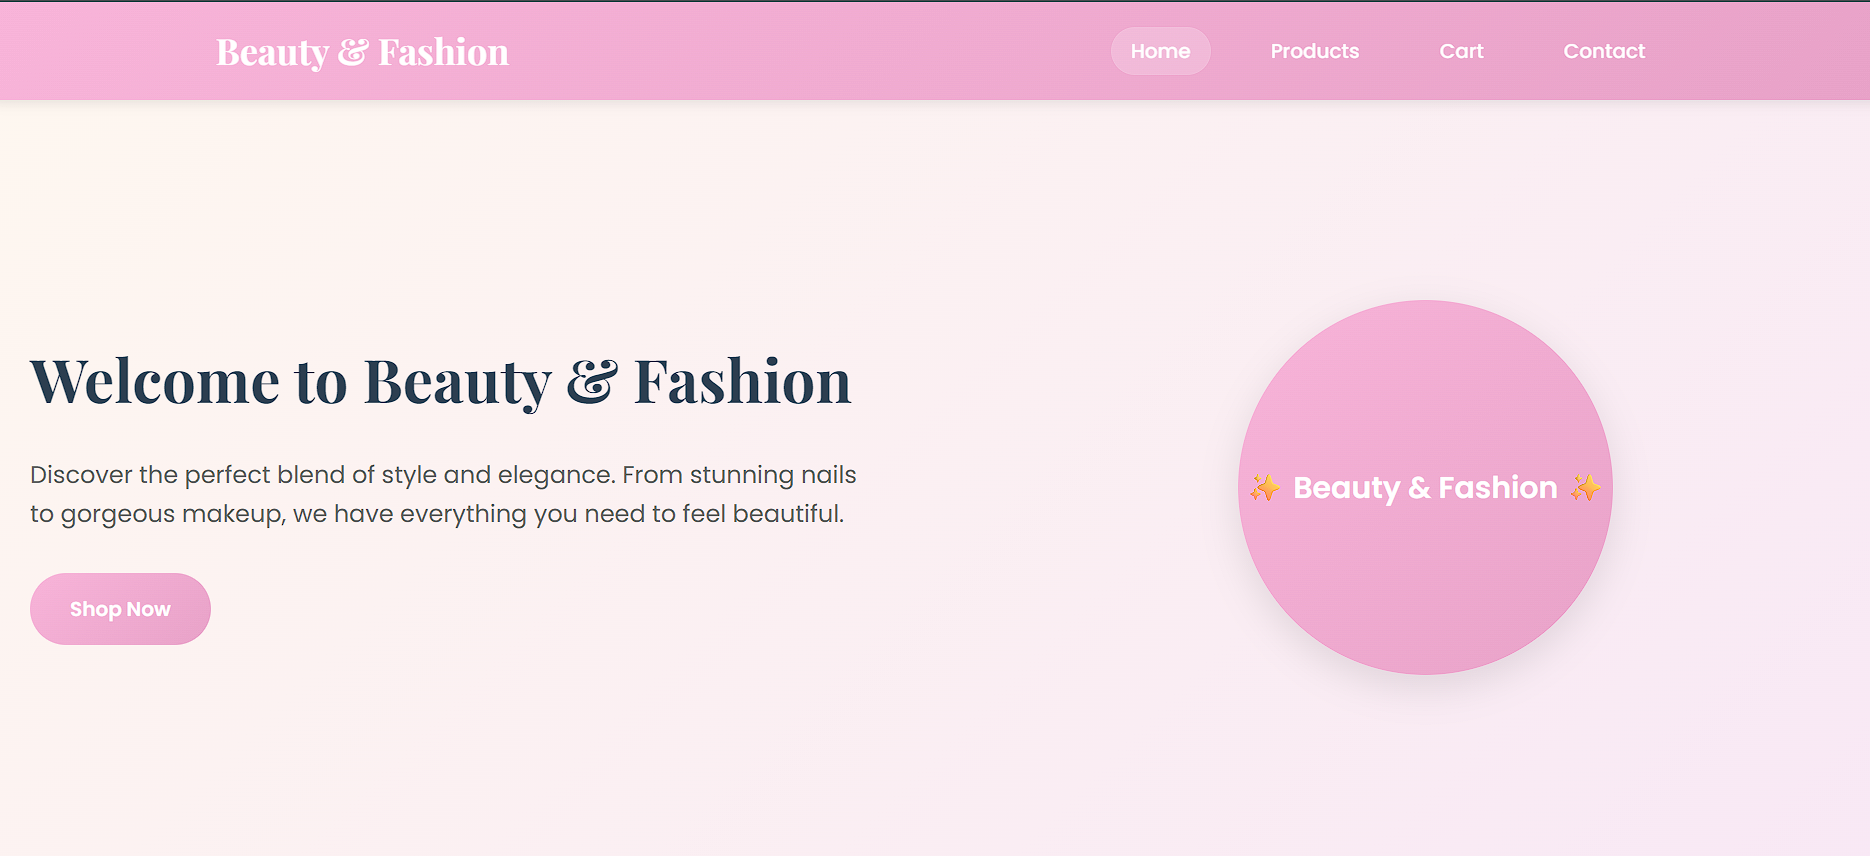 Beauty & Fashion
Home
Products
Cart
Contact
Welcome to Beauty & Fashion
Discover the perfect blend of style and elegance. From stunning nails
to gorgeous makeup, we have everything you need to feel beautiful.
Shop Now
✨ Beauty & Fashion ✨